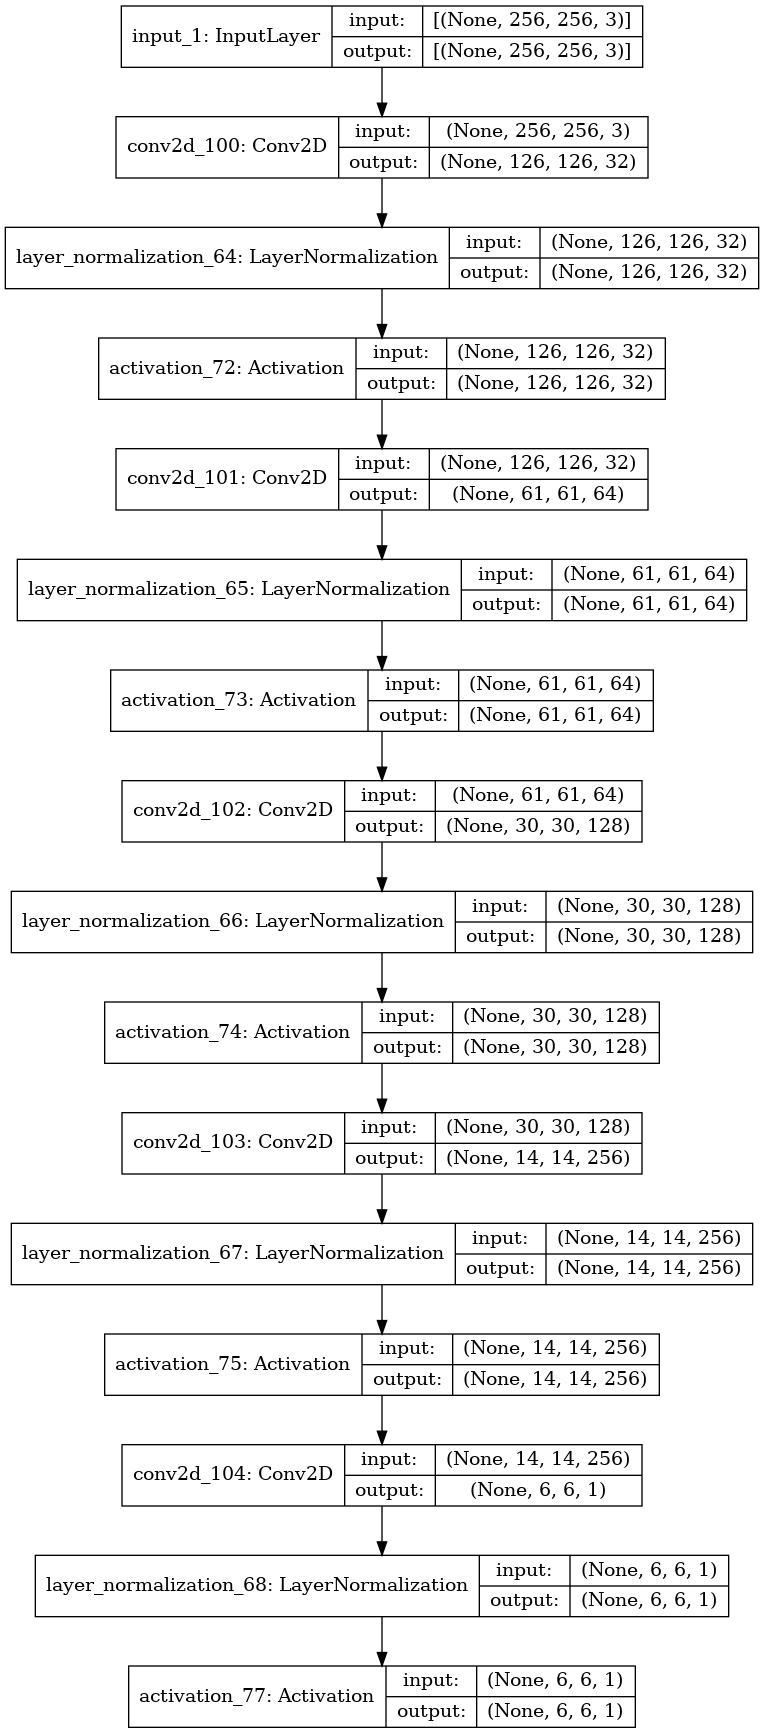 input_1: InputLayer
input: [(None, 256, 256, 3)]
output: [(None, 256, 256, 3)]
conv2d_100: Conv2D
input: (None, 256, 256, 3)
output: (None, 126, 126, 32)
layer_normalization_64: LayerNormalization
input: (None, 126, 126, 32)
output: (None, 126, 126, 32)
activation_72: Activation
input: (None, 126, 126, 32)
output: (None, 126, 126, 32)
conv2d_101: Conv2D
input: (None, 126, 126, 32)
output: (None, 61, 61, 64)
layer_normalization_65: LayerNormalization
input: (None, 61, 61, 64)
output: (None, 61, 61, 64)
activation_73: Activation
input: (None, 61, 61, 64)
output: (None, 61, 61, 64)
conv2d_102: Conv2D
input: (None, 61, 61, 64)
output: (None, 30, 30, 128)
layer_normalization_66: LayerNormalization
input: (None, 30, 30, 128)
output: (None, 30, 30, 128)
activation_74: Activation
input: (None, 30, 30, 128)
output: (None, 30, 30, 128)
conv2d_103: Conv2D
input: (None, 30, 30, 128)
output: (None, 14, 14, 256)
layer_normalization_67: LayerNormalization
input: (None, 14, 14, 256)
output: (None, 14, 14, 256)
activation_75: Activation
input: (None, 14, 14, 256)
output: (None, 14, 14, 256)
conv2d_104: Conv2D
input: (None, 14, 14, 256)
output: (None, 6, 6, 1)
layer_normalization_68: LayerNormalization
input: (None, 6, 6, 1)
output: (None, 6, 6, 1)
activation_77: Activation
input: (None, 6, 6, 1)
output: (None, 6, 6, 1)